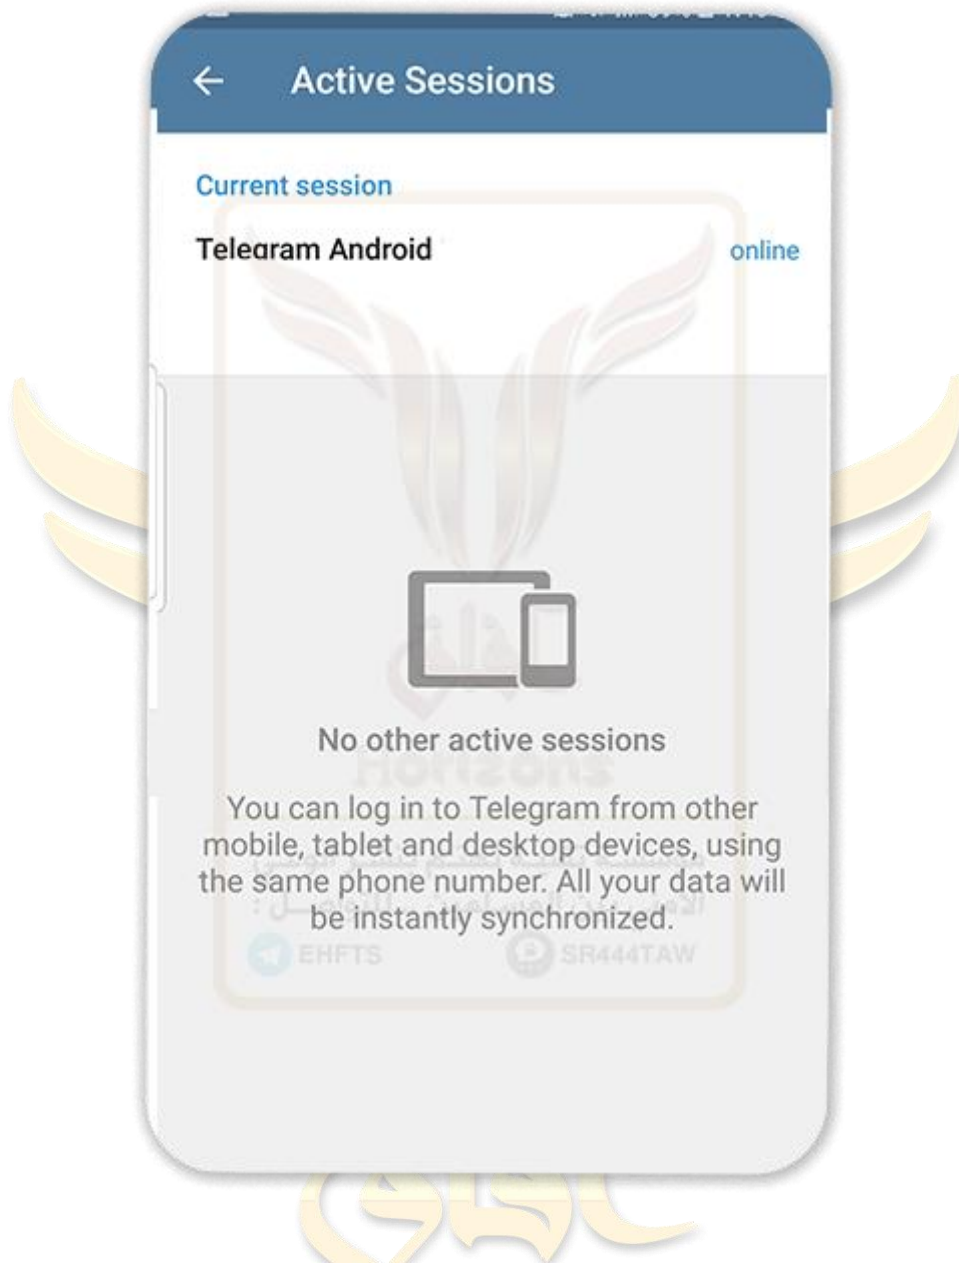 Active Sessions
Current session
Telegram Android
online
No other active sessions
You can log in to Telegram from other
mobile, tablet and desktop devices, using
the same phone number. All your data will
be instantly synchronized.
آفاق
Horizons
EHFTS
SR444TAW
آفاق